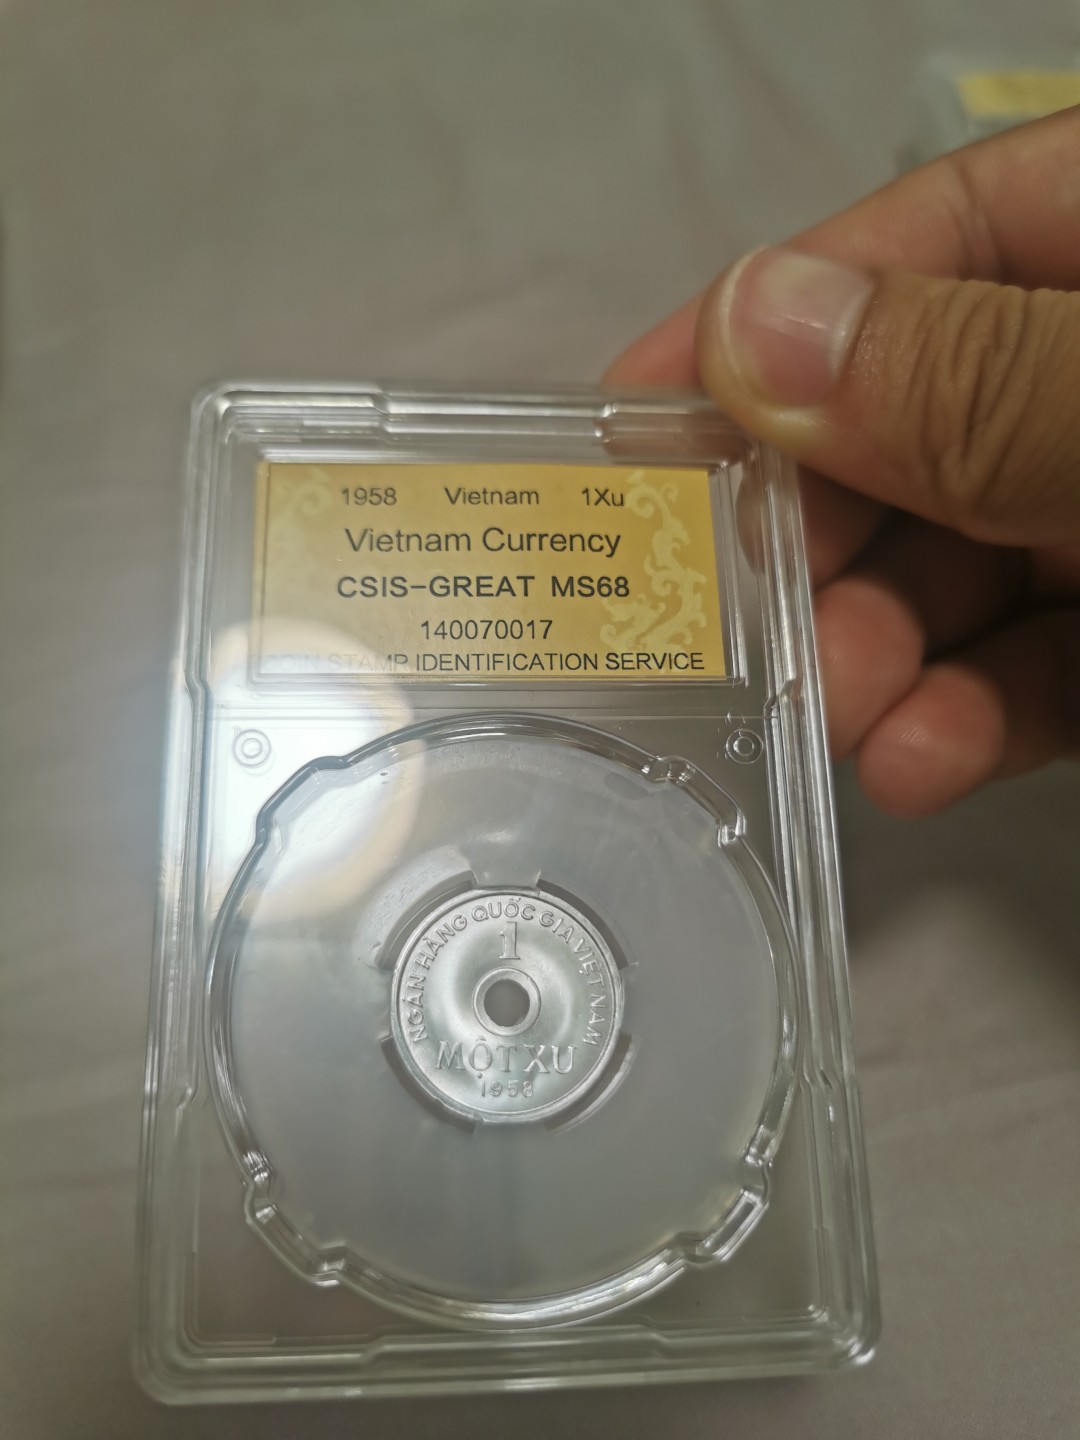 1958 Vietnam 1Xu
Vietnam Currency
CSIS-GREAT MS68
140070017
COIN STAMP IDENTIFICATION SERVICE
NGÂN HÀNG QUỐC GIA VIỆT NAM
1
MỘT XU
1958